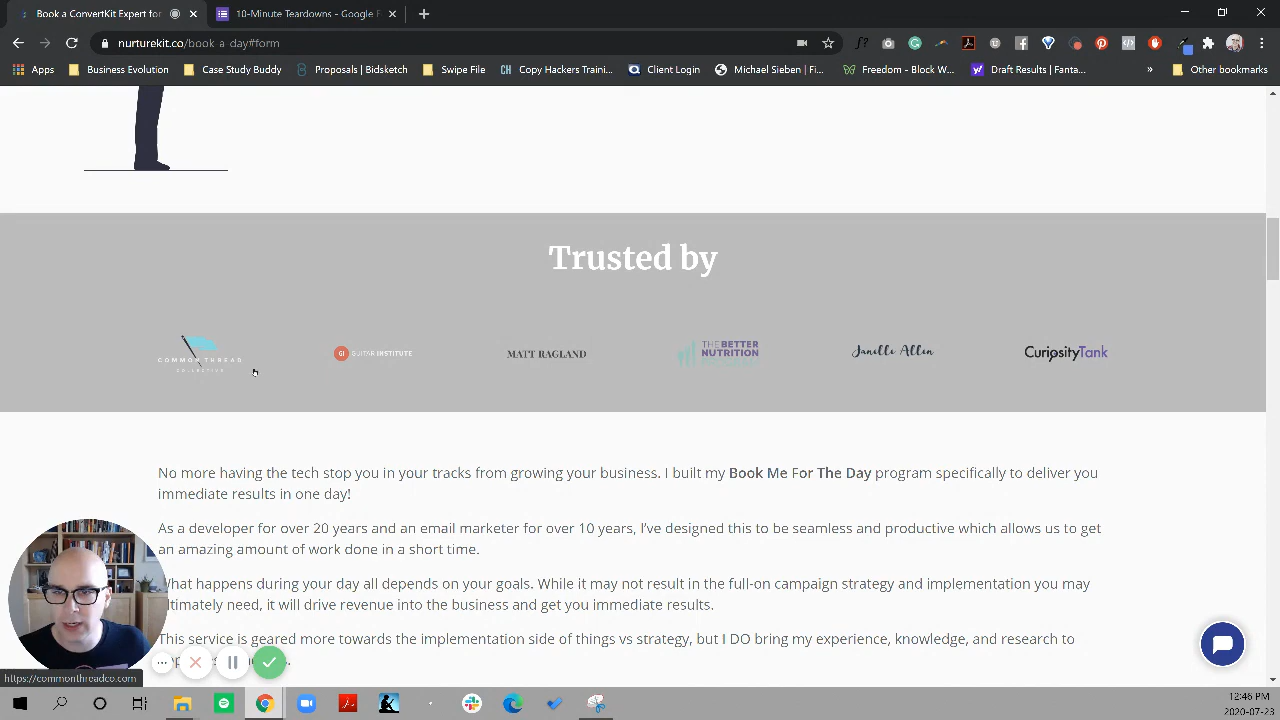 Book a ConvertKit Expert for
10-Minute Teardowns - Google F
nurturekit.co/book-a-day#form
Apps
Business Evolution
Case Study Buddy
Proposals | Bidsketch
Swipe File
CH Copy Hackers Traini...
Client Login
Michael Sieben | Fi...
Freedom – Block W...
Draft Results | Fanta...
»
Other bookmarks
Trusted by
COMMON THREAD
COLLECTIVE
GI GUITAR INSTITUTE
MATT RAGLAND
THE BETTER
NUTRITION
PROGRAM
Janelle Allen
CuriosityTank
No more having the tech stop you in your tracks from growing your business. I built my Book Me For The Day program specifically to deliver you
immediate results in one day!
As a developer for over 20 years and an email marketer for over 10 years, I've designed this to be seamless and productive which allows us to get
an amazing amount of work done in a short time.
What happens during your day all depends on your goals. While it may not result in the full-on campaign strategy and implementation you may
ultimately need, it will drive revenue into the business and get you immediate results.
This service is geared more towards the implementation side of things vs strategy, but I DO bring my experience, knowledge, and research to
https://commonthreadco.com
12:46 PM
2020-07-23